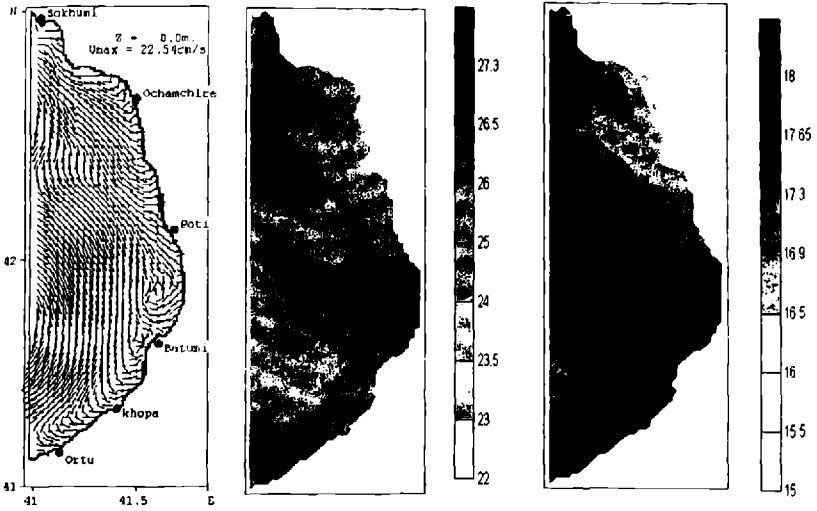 N
Sokhumi
Z = 0.0m.
Vmax = 22.54cm/s
Ochamchire
Poti
42
Batumi
khopa
Ortu
41
41
41.5
E
27.3
26.5
26
25
24
23.5
23
22
18
17.65
17.3
16.9
16.5
16
15.5
15